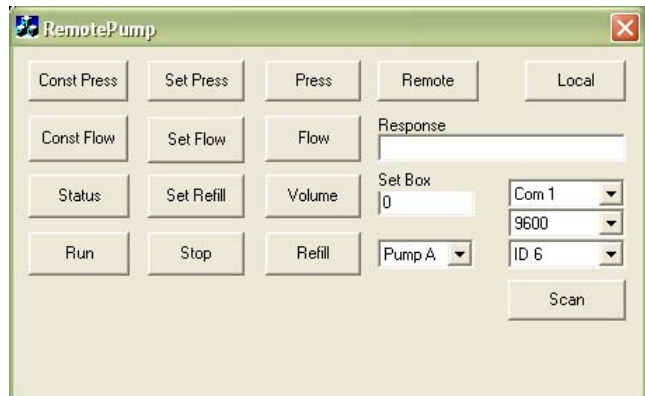 RemotePump
Const Press Set Press Press Remote Local
Const Flow Set Flow Flow Response
Status Set Refill Volume Set Box
0 Com 1
9600
Run Stop Refill Pump A ID 6
Scan